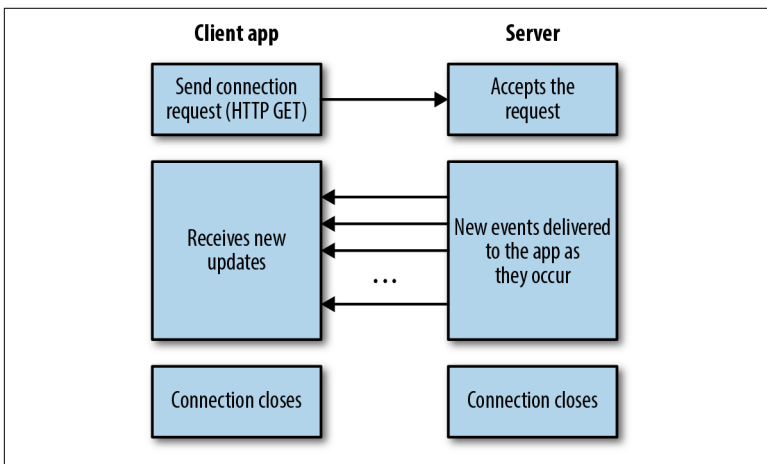 Client app
Server
Send connection
request (HTTP GET)
Accepts the
request
Receives new
updates
New events delivered
to the app as
they occur
...
Connection closes
Connection closes